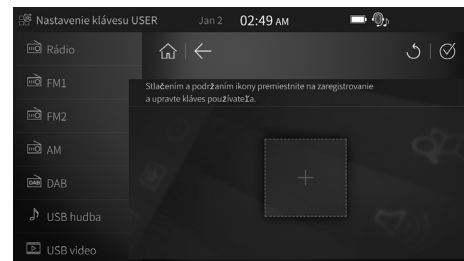 Nastavenie klávesu USER
Jan 2
02:49 AM
Rádio
FM1
FM2
AM
DAB
DAB
USB hudba
USB video
Stlačením a podržaním ikony premiestnite na zaregistrovanie
a upravte kláves používateľa.